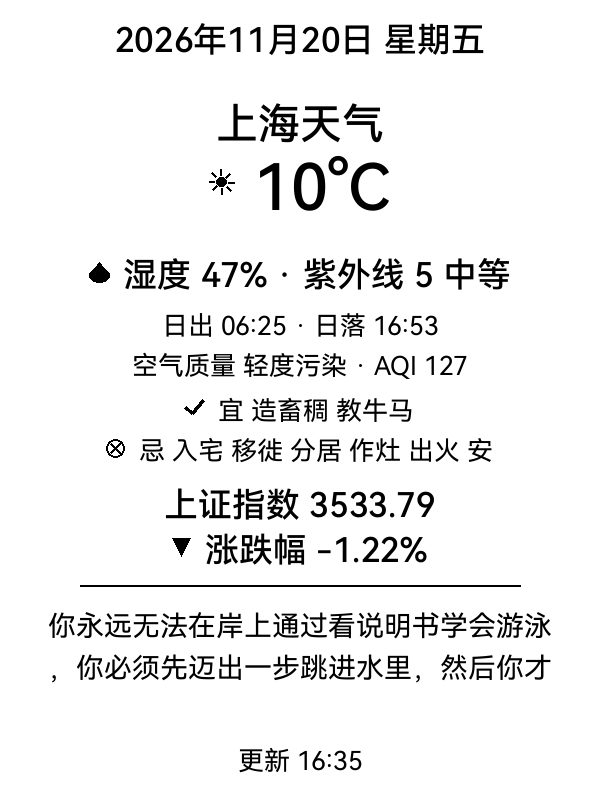 2026年11月20日 星期五
上海天气
10°C
湿度 47% · 紫外线 5 中等
日出 06:25 · 日落 16:53
空气质量 轻度污染 · AQI 127
宜 造畜稠 教牛马
忌 入宅 移徙 分居 作灶 出火 安
上证指数 3533.79
▼ 涨跌幅 -1.22%
你永远无法在岸上通过看说明书学会游泳
，你必须先迈出一步跳进水里，然后你才
更新 16:35